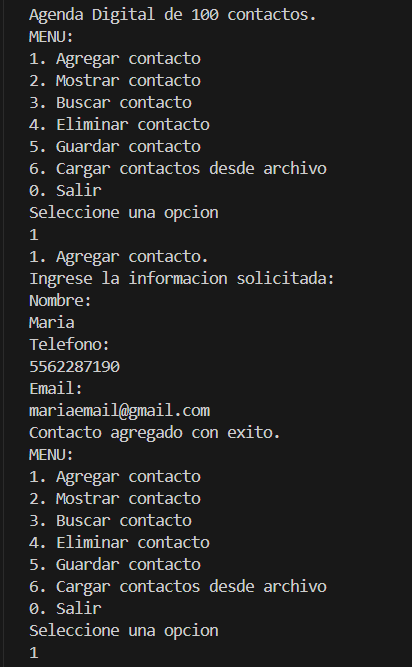 Agenda Digital de 100 contactos.
MENU:
1. Agregar contacto
2. Mostrar contacto
3. Buscar contacto
4. Eliminar contacto
5. Guardar contacto
6. Cargar contactos desde archivo
0. Salir
Seleccione una opcion
1
1. Agregar contacto.
Ingrese la informacion solicitada:
Nombre:
Maria
Telefono:
5562287190
Email:
mariaemail@gmail.com
Contacto agregado con exito.
MENU:
1. Agregar contacto
2. Mostrar contacto
3. Buscar contacto
4. Eliminar contacto
5. Guardar contacto
6. Cargar contactos desde archivo
0. Salir
Seleccione una opcion
1